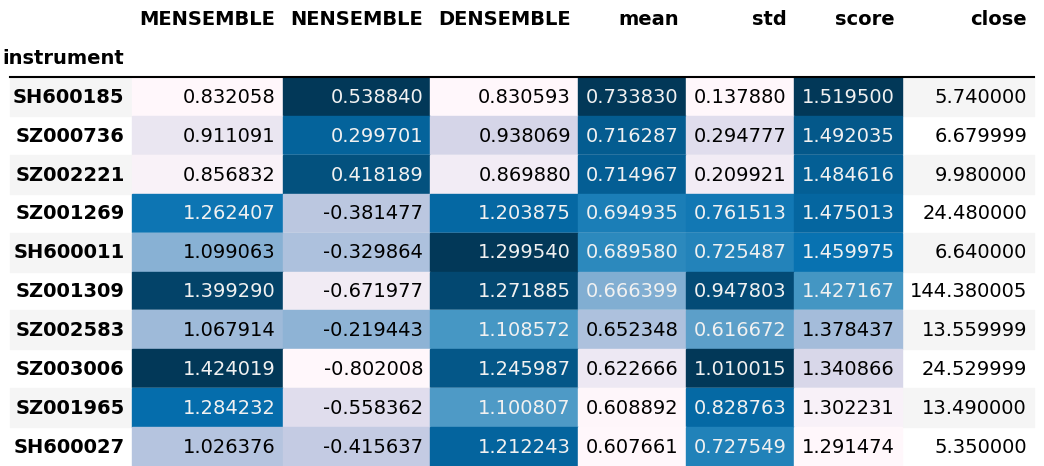 MENSEMBLE NENSEMBLE DENSEMBLE mean std score close
instrument
SH600185 0.832058 0.538840 0.830593 0.733830 0.137880 1.519500 5.740000
SZ000736 0.911091 0.299701 0.938069 0.716287 0.294777 1.492035 6.679999
SZ002221 0.856832 0.418189 0.869880 0.714967 0.209921 1.484616 9.980000
SZ001269 1.262407 -0.381477 1.203875 0.694935 0.761513 1.475013 24.480000
SH600011 1.099063 -0.329864 1.299540 0.689580 0.725487 1.459975 6.640000
SZ001309 1.399290 -0.671977 1.271885 0.666399 0.947803 1.427167 144.380005
SZ002583 1.067914 -0.219443 1.108572 0.652348 0.616672 1.378437 13.559999
SZ003006 1.424019 -0.802008 1.245987 0.622666 1.010015 1.340866 24.529999
SZ001965 1.284232 -0.558362 1.100807 0.608892 0.828763 1.302231 13.490000
SH600027 1.026376 -0.415637 1.212243 0.607661 0.727549 1.291474 5.350000